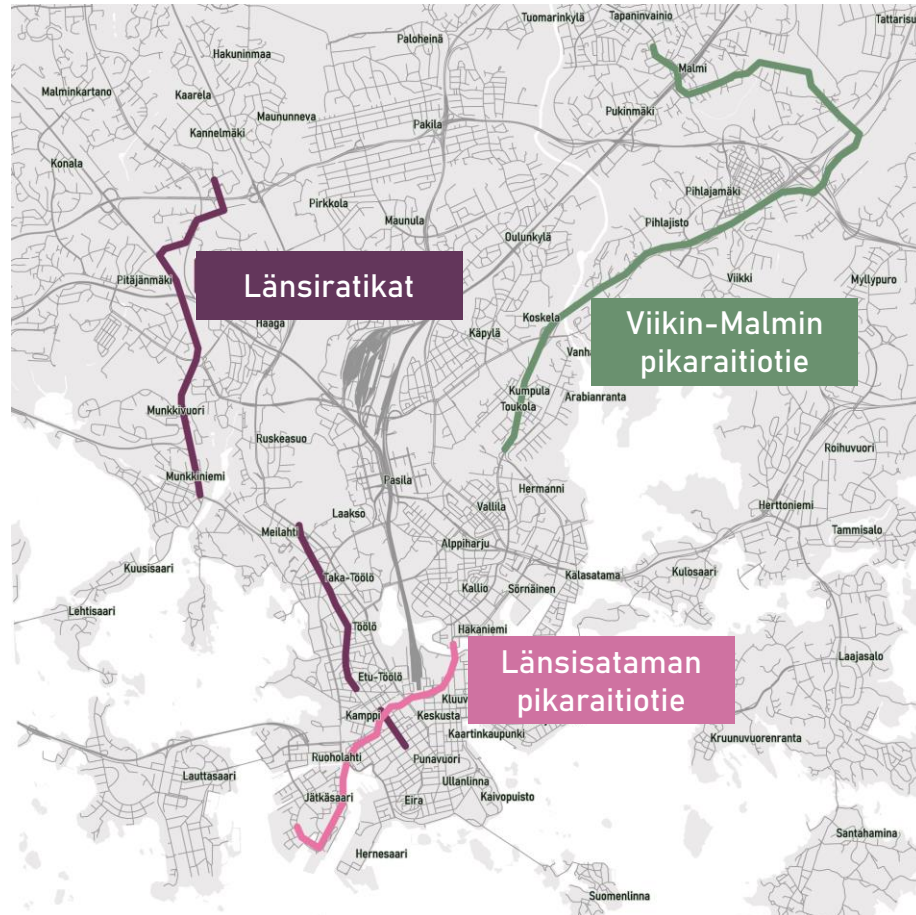 Tuomarinkylä
Tapaninvainio
Tattarisu
Paloheinä
Hakuninmaa
Malmi
Malminkartano
Kaarela
Maununneva
Pukinmäki
Pakila
Kannelmäki
Konala
Pihlajamäki
Pirkkola
Maunula
Pihlajisto
Oulunkylä
Länsiratikat
Pitäjänmäki
Viikki
Myllypuro
Haaga
Koskela
Käpylä
Viikin-Malmin
pikaraitiotie
Vanha
Kumpula
Toukola
Arabianranta
Munkkivuori
Ruskeasuo
Roihuvuori
Munkkiniemi
Pasila
Hermanni
Vallila
Herttoniemi
Laakso
Meilahti
Tammisalo
Alppiharju
Kuusisaari
Taka-Töölö
Kalasatama
Kulosaari
Kallio
Sörnäinen
Lehtisaari
Töölö
Hakaniemi
Länsisataman
pikaraitiotie
Laajasalo
Etu-Töölö
Kluuv
Kamppi
Keskusta
Kaartinkaupunki
Kruunuvuorenranta
Ruoholahti
Punavuori
Lauttasaari
Ullanlinna
Jätkäsaari
Eira
Kaivopuisto
Santahamina
Hernesaari
Suomenlinna